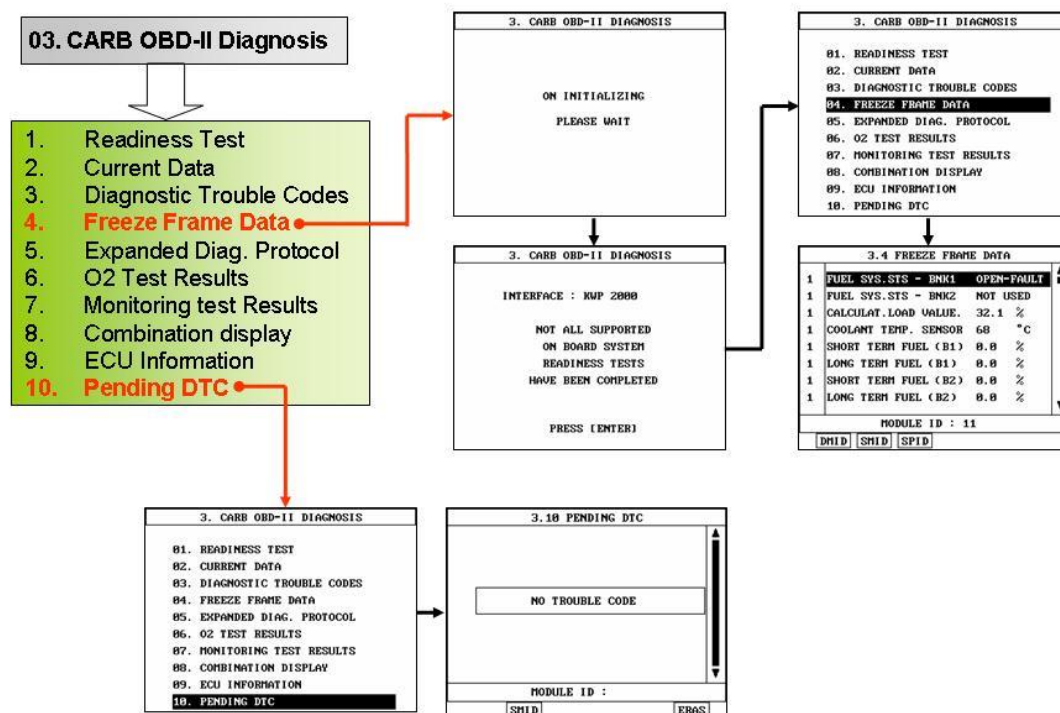 03. CARB OBD-II Diagnosis
1. Readiness Test
2. Current Data
3. Diagnostic Trouble Codes
4. Freeze Frame Data
5. Expanded Diag. Protocol
6. O2 Test Results
7. Monitoring test Results
8. Combination display
9. ECU Information
10. Pending DTC
3. CARB OBD-II DIAGNOSIS
ON INITIALIZING
PLEASE WAIT
3. CARB OBD-II DIAGNOSIS
INTERFACE : KWP 2000
NOT ALL SUPPORTED
ON BOARD SYSTEM
READINESS TESTS
HAVE BEEN COMPLETED
PRESS [ENTER]
3. CARB OBD-II DIAGNOSIS
01. READINESS TEST
02. CURRENT DATA
03. DIAGNOSTIC TROUBLE CODES
04. FREEZE FRAME DATA
05. EXPANDED DIAG. PROTOCOL
06. O2 TEST RESULTS
07. MONITORING TEST RESULTS
08. COMBINATION DISPLAY
09. ECU INFORMATION
10. PENDING DTC
3.4 FREEZE FRAME DATA
1 FUEL SYS.STS - BNK1 OPEN-FAULT
1 FUEL SYS.STS - BNK2 NOT USED
1 CALCULAT.LOAD VALUE. 32.1 %
1 COOLANT TEMP. SENSOR 68 °C
1 SHORT TERM FUEL (B1) 0.0 %
1 LONG TERM FUEL (B1) 0.0 %
1 SHORT TERM FUEL (B2) 0.0 %
1 LONG TERM FUEL (B2) 0.0 %
MODULE ID : 11
DMID SMID SPID
3. CARB OBD-II DIAGNOSIS
01. READINESS TEST
02. CURRENT DATA
03. DIAGNOSTIC TROUBLE CODES
04. FREEZE FRAME DATA
05. EXPANDED DIAG. PROTOCOL
06. O2 TEST RESULTS
07. MONITORING TEST RESULTS
08. COMBINATION DISPLAY
09. ECU INFORMATION
10. PENDING DTC
3.10 PENDING DTC
NO TROUBLE CODE
MODULE ID :
SMID ERAS